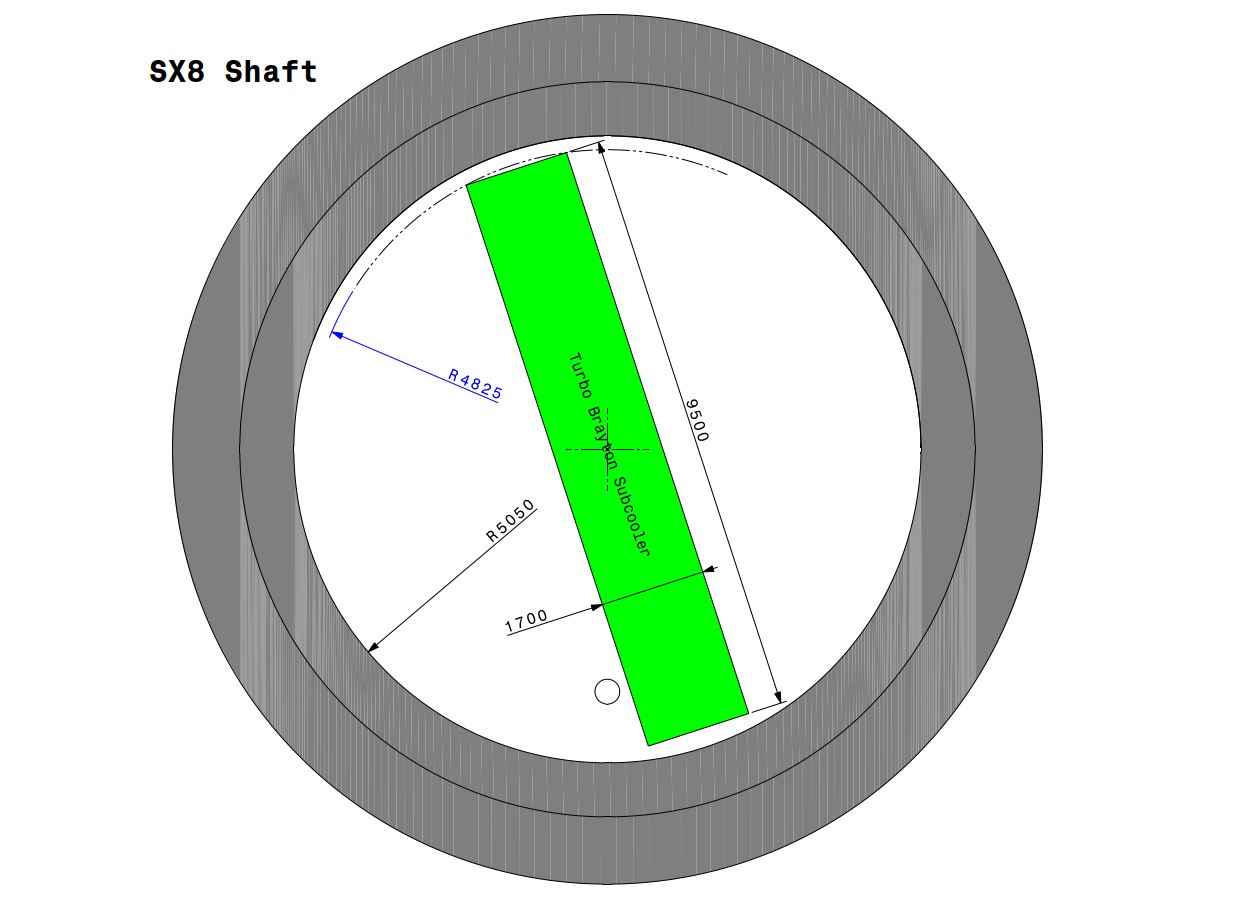 SX8 Shaft
R4825
9500
Turbo Brayton Subcooler
R5050
1700